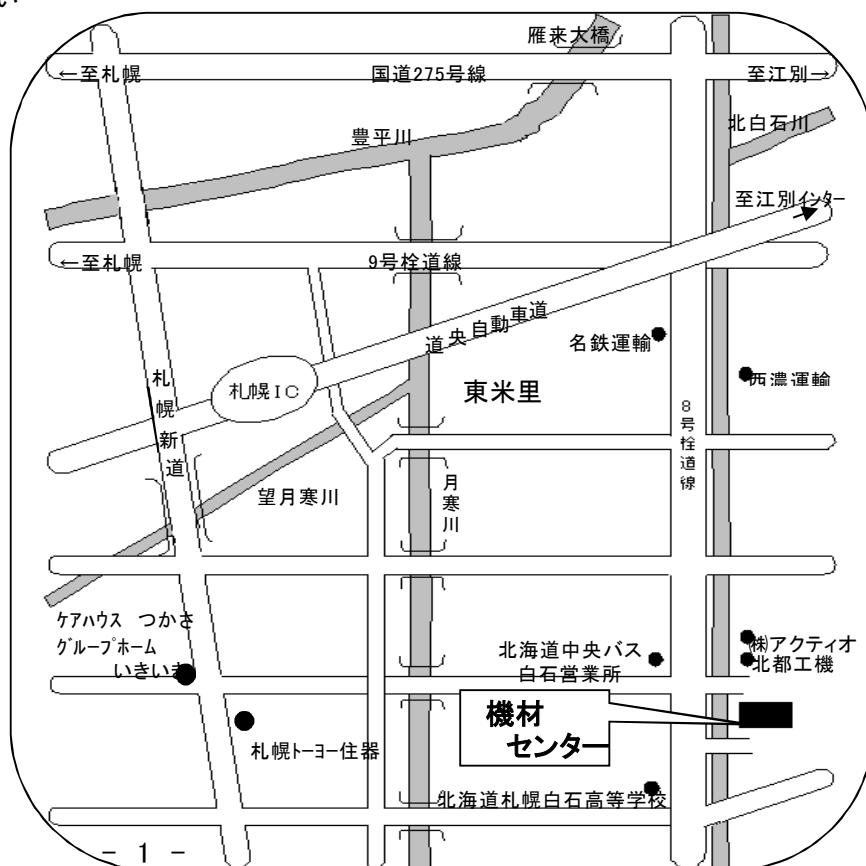 雁来大橋
←至札幌
国道275号線
至江別→
豊平川
北白石川
至江別インター
←至札幌
9号栓道線
道央自動車道
名鉄運輸
西濃運輸
札幌IC
東米里
札幌新道
8号栓道線
望月寒川
月寒川
ケアハウス つかさ
グループホーム
いきいき
北海道中央バス
白石営業所
㈱アクティオ
北都工機
機材
センター
札幌トーヨー住器
北海道札幌白石高等学校
- 1 -